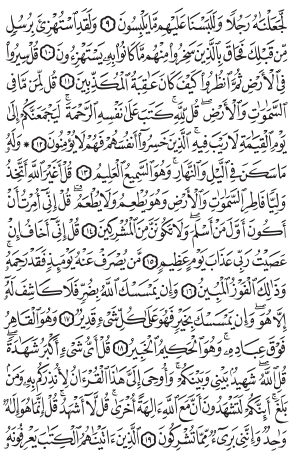 لَّجَعَلْنَٰهُ رَجُلًا وَلَلَبَسْنَا عَلَيْهِم مَّا يَلْبِسُونَ ٩ وَلَقَدِ ٱسْتُهْزِئَ بِرُسُلٍ
مِّن قَبْلِكَ فَحَاقَ بِٱلَّذِينَ سَخِرُوا۟ مِنْهُم مَّا كَانُوا۟ بِهِۦ يَسْتَهْزِءُونَ ١٠ قُلْ سِيرُوا۟
فِى ٱلْأَرْضِ ثُمَّ ٱنظُرُوا۟ كَيْفَ كَانَ عَٰقِبَةُ ٱلْمُكَذِّبِينَ ١١ قُل لِّمَن مَّا فِى
ٱلسَّمَٰوَٰتِ وَٱلْأَرْضِ ۖ قُل لِّلَّهِ ۚ كَتَبَ عَلَىٰ نَفْسِهِ ٱلرَّحْمَةَ ۚ لَيَجْمَعَنَّكُمْ إِلَىٰ
يَوْمِ ٱلْقِيَٰمَةِ لَا رَيْبَ فِيهِ ۚ ٱلَّذِينَ خَسِرُوٓا۟ أَنفُسَهُمْ فَهُمْ لَا يُؤْمِنُونَ ١٢ ۞ وَلَهُۥ
مَا سَكَنَ فِى ٱلَّيْلِ وَٱلنَّهَارِ ۚ وَهُوَ ٱلسَّمِيعُ ٱلْعَلِيمُ ١٣ قُلْ أَغَيْرَ ٱللَّهِ أَتَّخِذُ
وَلِيًّا فَاطِرِ ٱلسَّمَٰوَٰتِ وَٱلْأَرْضِ وَهُوَ يُطْعِمُ وَلَا يُطْعَمُ ۗ قُلْ إِنِّىٓ أُمِرْتُ أَنْ
أَكُونَ أَوَّلَ مَنْ أَسْلَمَ ۖ وَلَا تَكُونَنَّ مِنَ ٱلْمُشْرِكِينَ ١٤ قُلْ إِنِّىٓ أَخَافُ إِنْ
عَصَيْتُ رَبِّى عَذَابَ يَوْمٍ عَظِيمٍ ١٥ مَّن يُصْرَفْ عَنْهُ يَوْمَئِذٍ فَقَدْ رَحِمَهُۥ ۚ
وَذَٰلِكَ ٱلْفَوْزُ ٱلْمُبِينُ ١٦ وَإِن يَمْسَسْكَ ٱللَّهُ بِضُرٍّ فَلَا كَاشِفَ لَهُۥٓ
إِلَّا هُوَ ۖ وَإِن يَمْسَسْكَ بِخَيْرٍ فَهُوَ عَلَىٰ كُلِّ شَىْءٍ قَدِيرٌ ١٧ وَهُوَ ٱلْقَاهِرُ
فَوْقَ عِبَادِهِۦ ۚ وَهُوَ ٱلْحَكِيمُ ٱلْخَبِيرُ ١٨ قُلْ أَىُّ شَىْءٍ أَكْبَرُ شَهَٰدَةً ۖ
قُلِ ٱللَّهُ ۖ شَهِيدٌۢ بَيْنِى وَبَيْنَكُمْ ۚ وَأُوحِىَ إِلَىَّ هَٰذَا ٱلْقُرْءَانُ لِأُنذِرَكُم بِهِۦ وَمَنۢ
بَلَغَ ۚ أَئِنَّكُمْ لَتَشْهَدُونَ أَنَّ مَعَ ٱللَّهِ ءَالِهَةً أُخْرَىٰ ۚ قُل لَّآ أَشْهَدُ ۚ قُلْ إِنَّمَا هُوَ إِلَٰهٌ
وَٰحِدٌ وَإِنَّنِى بَرِىٓءٌ مِّمَّا تُشْرِكُونَ ١٩ ٱلَّذِينَ ءَاتَيْنَٰهُمُ ٱلْكِتَٰبَ يَعْرِفُونَهُۥ